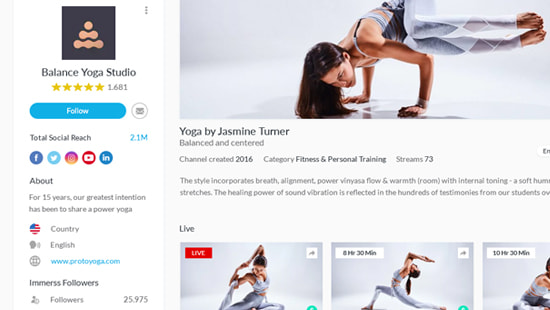 Balance Yoga Studio
1.681
Follow
Total Social Reach 2.1M
About
For 15 years, our greatest intention
has been to share a power yoga
Country
English
www.protoyoga.com
Immerss Followers
Followers 25.975
Yoga by Jasmine Turner
Balanced and centered
Channel created 2016 Category Fitness & Personal Training Streams 73
The style incorporates breath, alignment, power vinyasa flow & warmth (room) with internal toning - a soft
stretches. The healing power of sound vibration is reflected in the hundreds of testimonies from our students
Live
LIVE
8 Hr 30 Min
10 Hr 30 Min